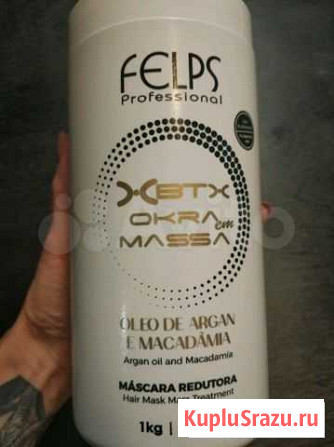 FELPS
Professional
XBTX
OKRA em
MASSA
ÓLEO DE ARGAN
E MACADÂMIA
Argan oil and Macadamia
MÁSCARA REDUTORA
Hair Mask Mass Treatment
1kg |
KupluSrazu.ru